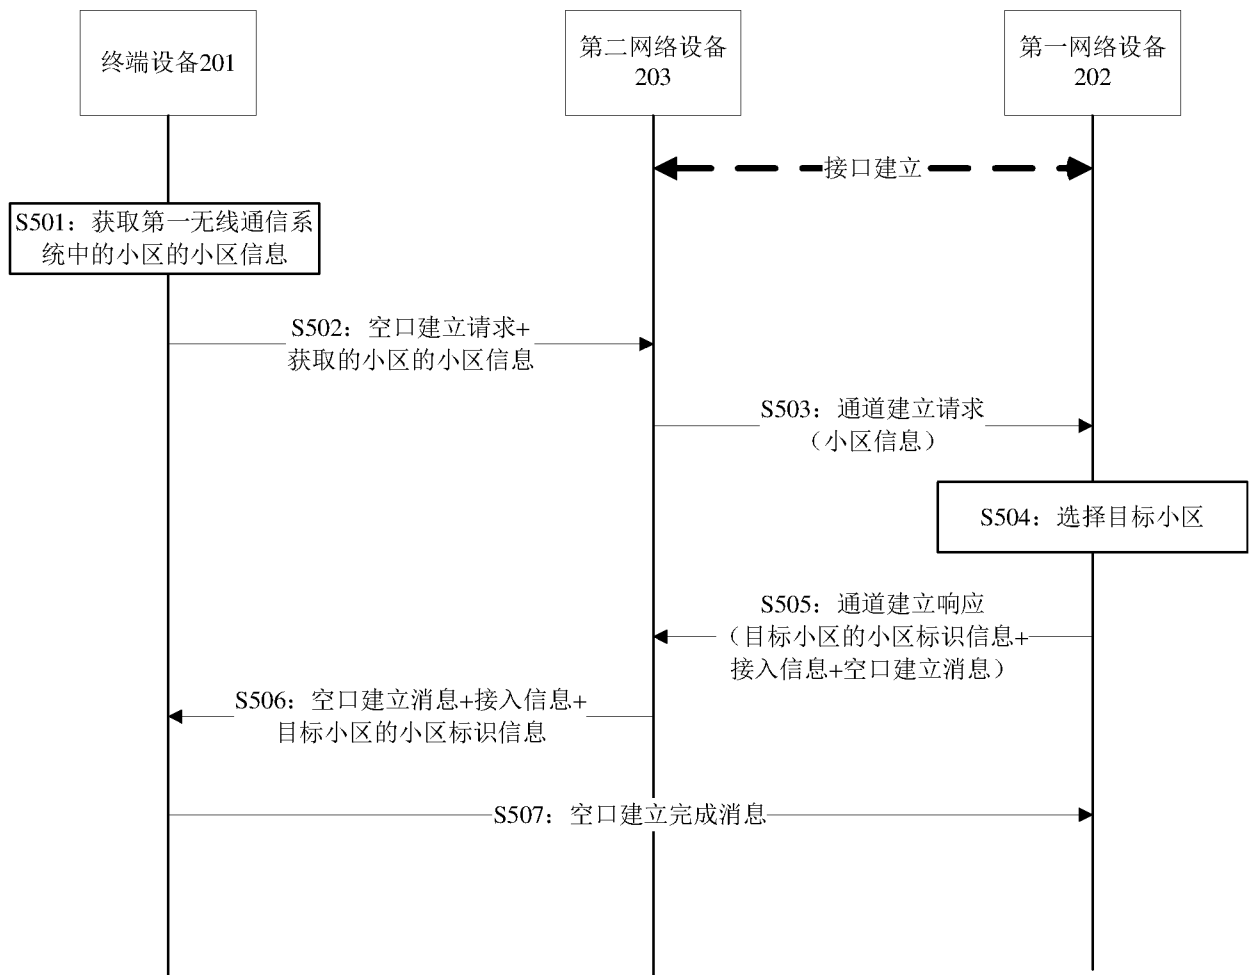 终端设备201
第二网络设备
203
第一网络设备
202
接口建立
S501：获取第一无线通信系
统中的小区的小区信息
S502：空口建立请求+
获取的小区的小区信息
S503：通道建立请求
（小区信息）
S504：选择目标小区
S505：通道建立响应
（目标小区的小区标识信息+
接入信息+空口建立消息）
S506：空口建立消息+接入信息+
目标小区的小区标识信息
S507：空口建立完成消息